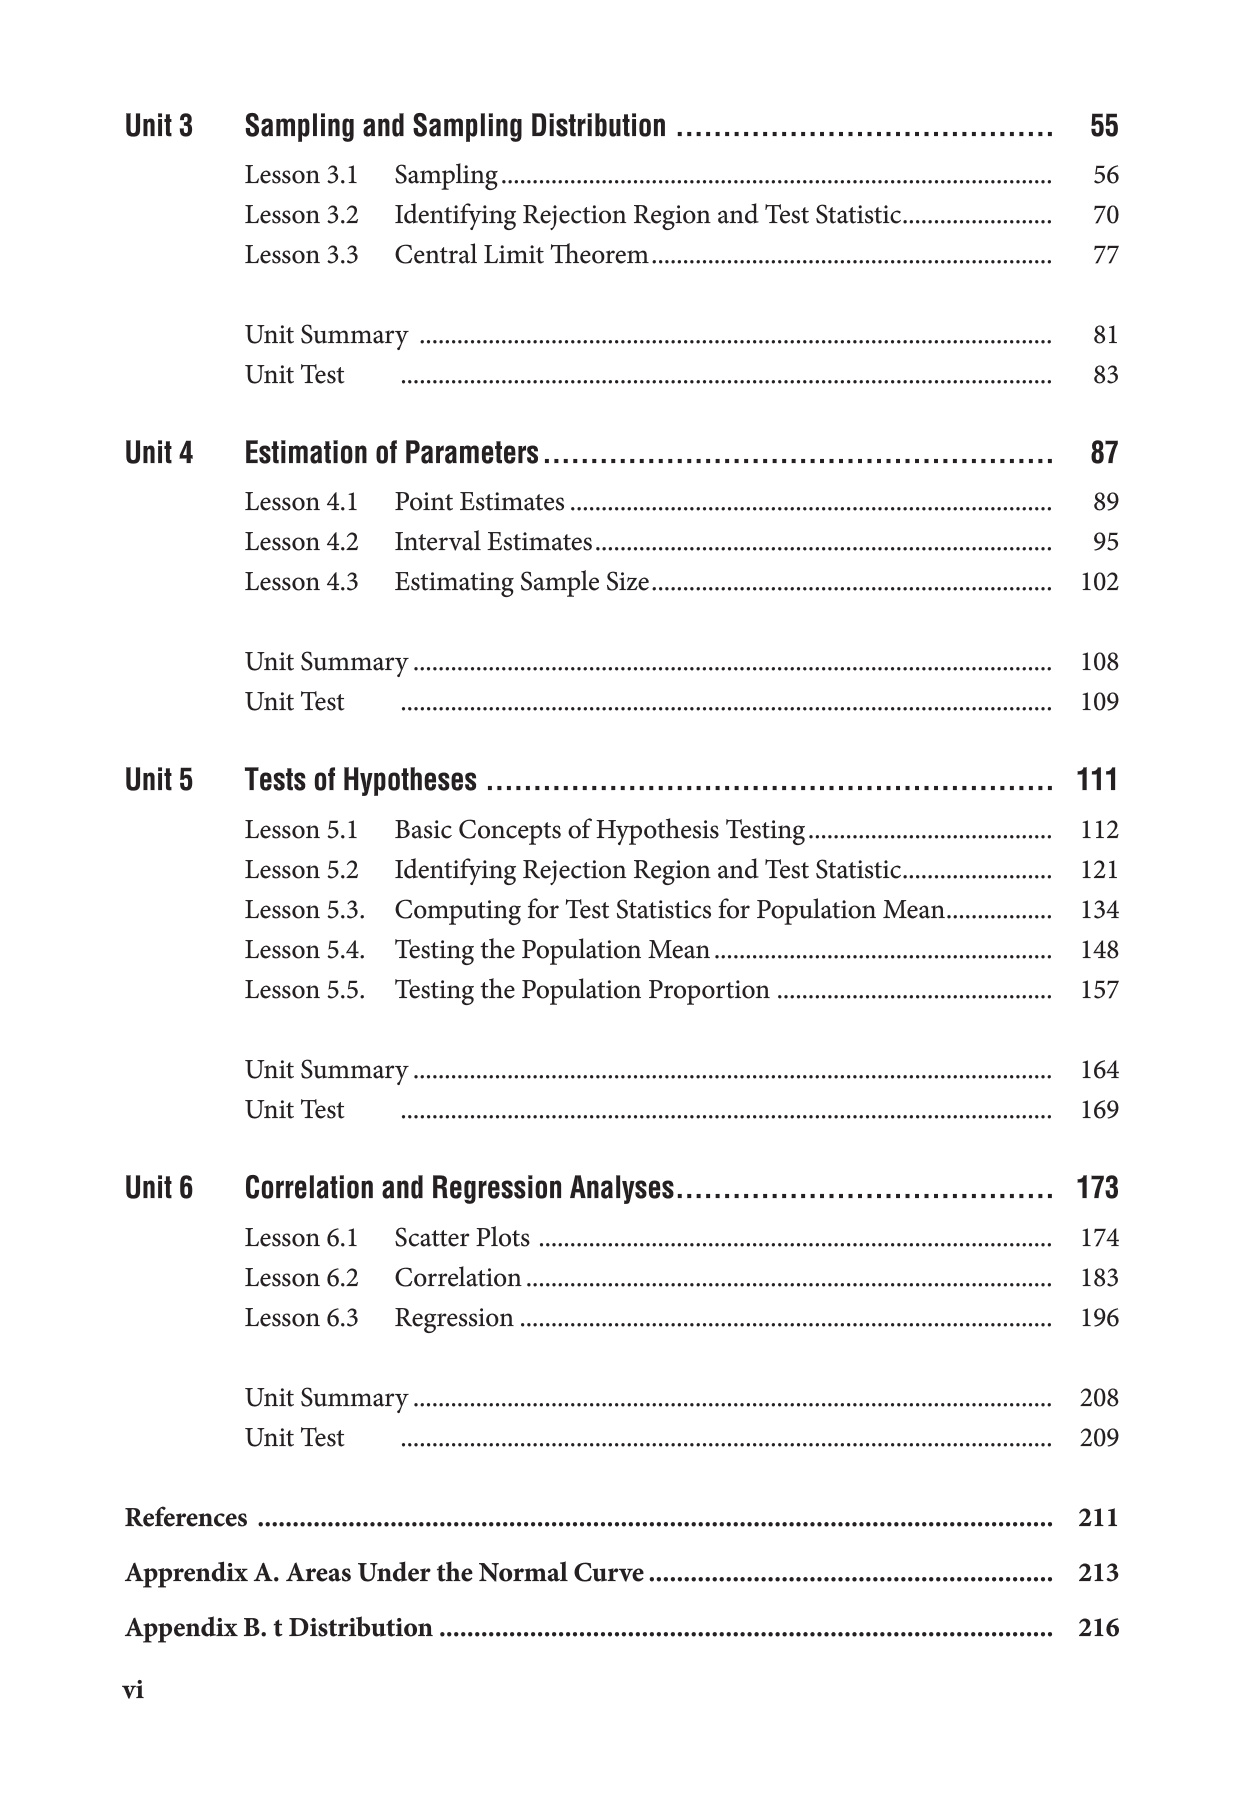 Unit 3 Sampling and Sampling Distribution ........................................ 55
Lesson 3.1 Sampling........................................................................................ 56
Lesson 3.2 Identifying Rejection Region and Test Statistic........................ 70
Lesson 3.3 Central Limit Theorem................................................................ 77
Unit Summary ..................................................................................................... 81
Unit Test ........................................................................................................ 83
Unit 4 Estimation of Parameters...................................................... 87
Lesson 4.1 Point Estimates ............................................................................. 89
Lesson 4.2 Interval Estimates......................................................................... 95
Lesson 4.3 Estimating Sample Size................................................................ 102
Unit Summary ...................................................................................................... 108
Unit Test ........................................................................................................ 109
Unit 5 Tests of Hypotheses ............................................................ 111
Lesson 5.1 Basic Concepts of Hypothesis Testing....................................... 112
Lesson 5.2 Identifying Rejection Region and Test Statistic........................ 121
Lesson 5.3. Computing for Test Statistics for Population Mean................. 134
Lesson 5.4. Testing the Population Mean...................................................... 148
Lesson 5.5. Testing the Population Proportion ............................................ 157
Unit Summary ...................................................................................................... 164
Unit Test ........................................................................................................ 169
Unit 6 Correlation and Regression Analyses........................................ 173
Lesson 6.1 Scatter Plots .................................................................................. 174
Lesson 6.2 Correlation.................................................................................... 183
Lesson 6.3 Regression ..................................................................................... 196
Unit Summary ...................................................................................................... 208
Unit Test ........................................................................................................ 209
References ................................................................................................................... 211
Apprendix A. Areas Under the Normal Curve.......................................................... 213
Appendix B. t Distribution ........................................................................................ 216
vi